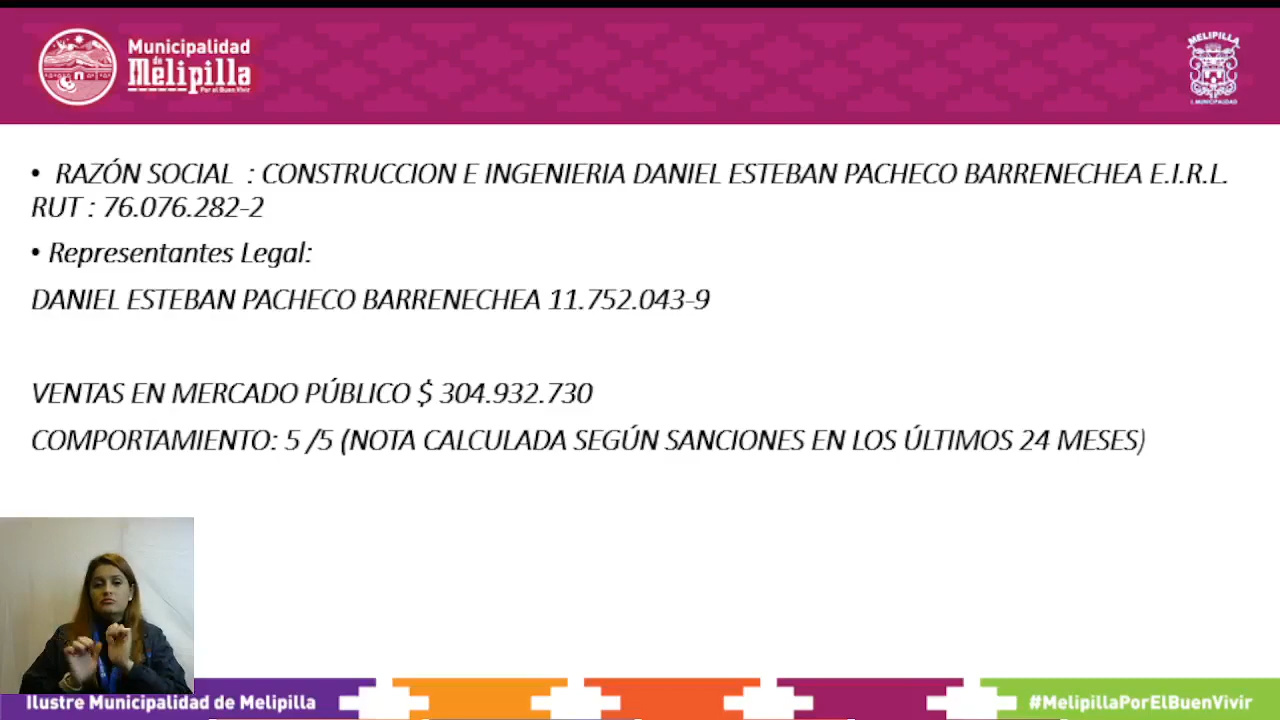 Municipalidad
de
Melipilla
Por el Buen Vivir
MELIPILLA
I. MUNICIPALIDAD
• RAZÓN SOCIAL : CONSTRUCCION E INGENIERIA DANIEL ESTEBAN PACHECO BARRENECHEA E.I.R.L.
RUT : 76.076.282-2
• Representantes Legal:
DANIEL ESTEBAN PACHECO BARRENECHEA 11.752.043-9
VENTAS EN MERCADO PÚBLICO $ 304.932.730
COMPORTAMIENTO: 5 /5 (NOTA CALCULADA SEGÚN SANCIONES EN LOS ÚLTIMOS 24 MESES)
Ilustre Municipalidad de Melipilla
#MelipillaPorElBuenVivir